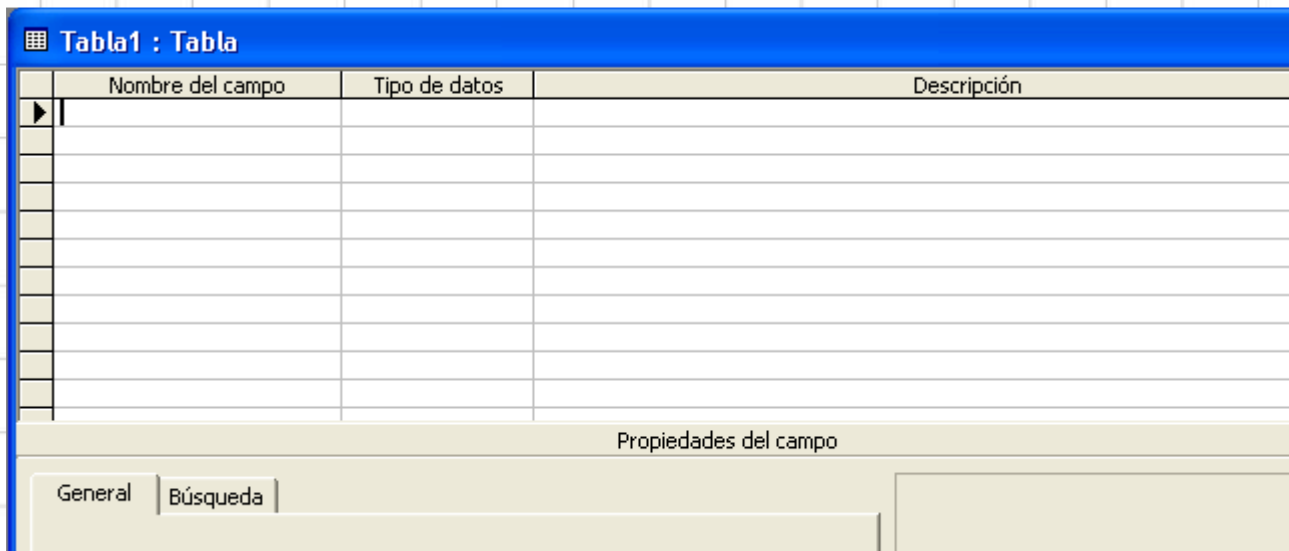 Tabla1 : Tabla
Nombre del campo Tipo de datos Descripción
Propiedades del campo
General Búsqueda